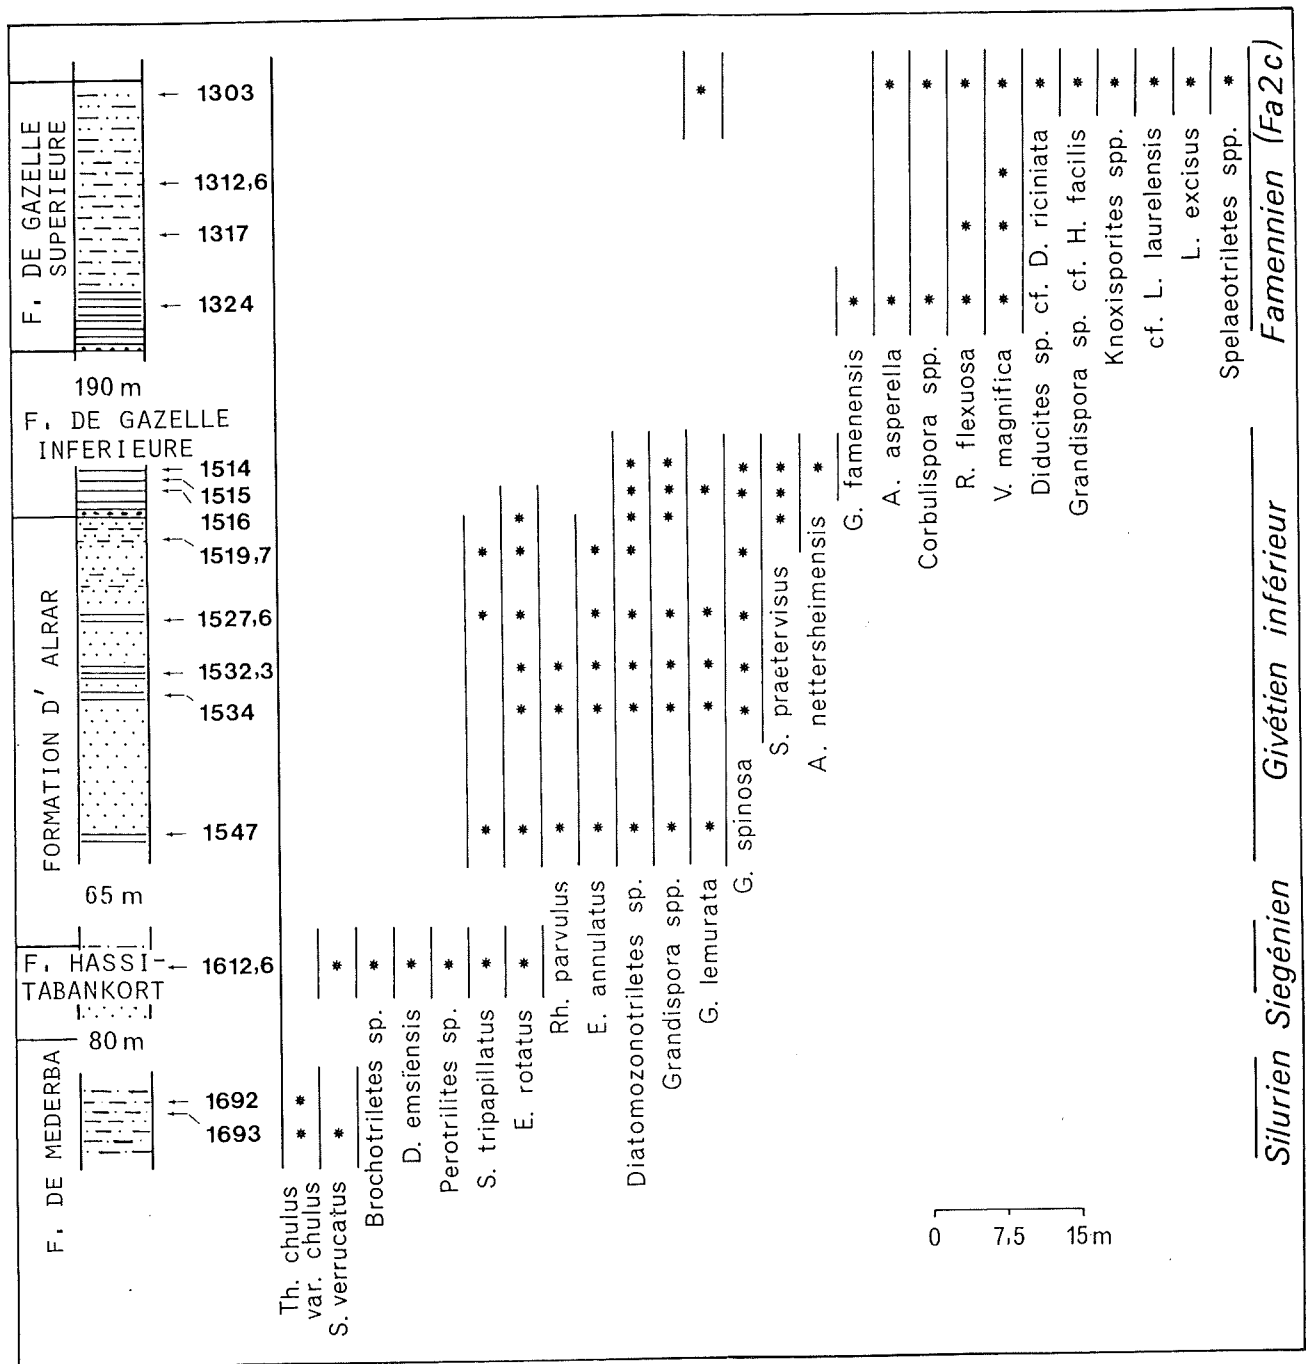 F. DE GAZELLE
SUPERIEURE
1303
1312,6
1317
1324
190 m
F. DE GAZELLE
INFERIEURE
1514
1515
1516
1519,7
1527,6
1532,3
1534
1547
FORMATION D' ALRAR
65 m
F. HASSI-
TABANKORT
1612,6
80 m
F. DE MEDERBA
1692
1693
Th. chulus
var. chulus
S. verrucatus
Brochotriletes sp.
D. emsiensis
Perotrilites sp.
S. tripapillatus
E. rotatus
Rh. parvulus
E. annulatus
Diatomozonotriletes sp.
Grandispora spp.
G. lemurata
G. spinosa
S. praetervisus
A. nettersheimensis
G. famenensis
A. asperella
Corbulispora spp.
R. flexuosa
V. magnifica
Diducites sp. cf. D. riciniata
Grandispora sp. cf. H. facilis
Knoxisporites spp.
cf. L. laurelensis
L. excisus
Spelaeotriletes spp.
Famennien (Fa2c)
Givétien inférieur
Siegénien
Silurien
0 7,5 15m